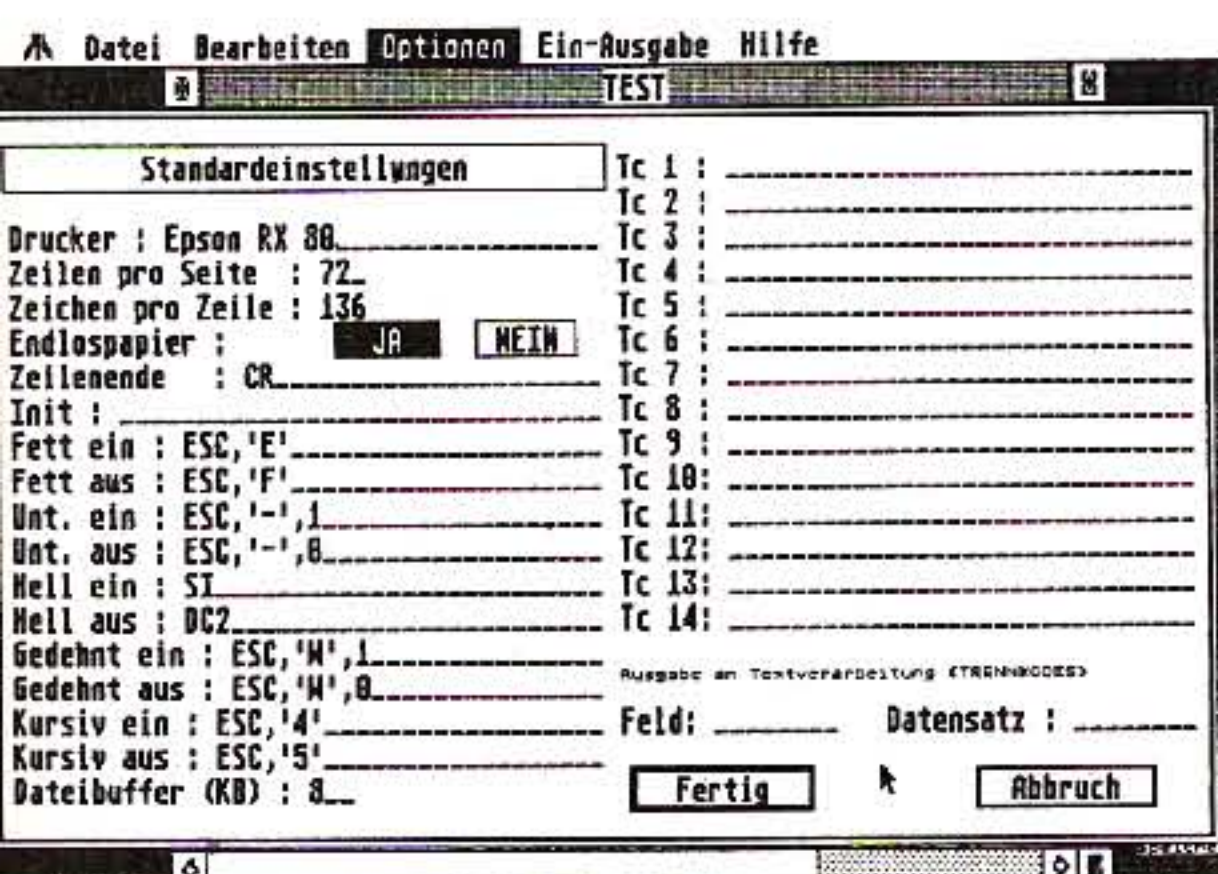 Datei Bearbeiten Optionen Ein-Ausgabe Hilfe
TEST
Standardeinstellungen
Drucker : Epson RX 80
Zeilen pro Seite : 72
Zeichen pro Zeile : 136
Endlospapier : JA NEIN
Zeilenende : CR
Init :
Fett ein : ESC,'E'
Fett aus : ESC,'F'
Unt. ein : ESC,'-',1
Unt. aus : ESC,'-',0
Hell ein : SI
Hell aus : DC2
Gedehnt ein : ESC,'W',1
Gedehnt aus : ESC,'W',0
Kursiv ein : ESC,'4'
Kursiv aus : ESC,'5'
Dateibuffer (KB) :
Tc 1 :
Tc 2 :
Tc 3 :
Tc 4 :
Tc 5 :
Tc 6 :
Tc 7 :
Tc 8 :
Tc 9 :
Tc 10:
Tc 11:
Tc 12:
Tc 13:
Tc 14:
Ausgabe an Textverarbeitung (TRENNKODES)
Feld: Datensatz :
Fertig Abbruch